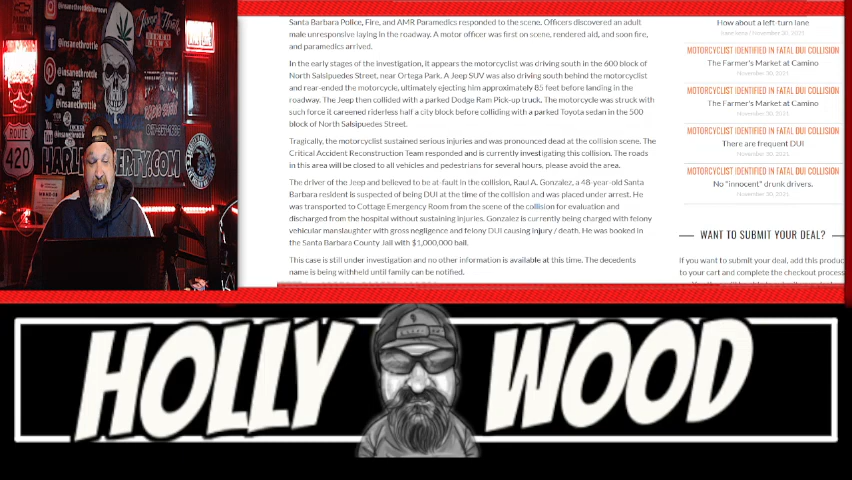 @insanethrottle
@insanethrottle
@insanethrottle
@insanethrottle
ROUTE
420
HARLEYLIBERTY.COM
Santa Barbara Police, Fire, and AMR Paramedics responded to the scene. Officers discovered an adult
male unresponsive laying in the roadway. A motor officer was first on scene, rendered aid, and soon fire,
and paramedics arrived.
In the early stages of the investigation, it appears the motorcyclist was driving south in the 600 block of
North Salsipuedes Street, near Ortega Park. A Jeep SUV was also driving south behind the motorcyclist
and rear-ended the motorcycle, ultimately ejecting him approximately 85 feet before landing in the
roadway. The Jeep then collided with a parked Dodge Ram Pick-up truck. The motorcycle was struck with
such force it careened riderless half a city block before colliding with a parked Toyota sedan in the 500
block of North Salsipuedes Street.
Tragically, the motorcyclist sustained serious injuries and was pronounced dead at the collision scene. The
Critical Accident Reconstruction Team responded and is currently investigating this collision. The roads
in this area will be closed to all vehicles and pedestrians for several hours, please avoid the area.
The driver of the Jeep and believed to be at-fault in the collision, Raul A. Gonzalez, a 48-year-old Santa
Barbara resident is suspected of being DUI at the time of the collision and was placed under arrest. He
was transported to Cottage Emergency Room from the scene of the collision for evaluation and
discharged from the hospital without sustaining injuries. Gonzalez is currently being charged with felony
vehicular manslaughter with gross negligence and felony DUI causing injury / death. He was booked in
the Santa Barbara County Jail with $1,000,000 bail.
This case is still under investigation and no other information is available at this time. The decedents
name is being withheld until family can be notified.
How about a left-turn lane
November 30, 2021
MOTORCYCLIST IDENTIFIED IN FATAL DUI COLLISION
The Farmer's Market at Camino
November 30, 2021
MOTORCYCLIST IDENTIFIED IN FATAL DUI COLLISION
The Farmer's Market at Camino
November 30, 2021
MOTORCYCLIST IDENTIFIED IN FATAL DUI COLLISION
There are frequent DUI
November 30, 2021
MOTORCYCLIST IDENTIFIED IN FATAL DUI COLLISION
No "innocent" drunk drivers.
November 30, 2021
WANT TO SUBMIT YOUR DEAL?
If you want to submit your deal, add this produc
to your cart and complete the checkout process
HOLLY WOOD